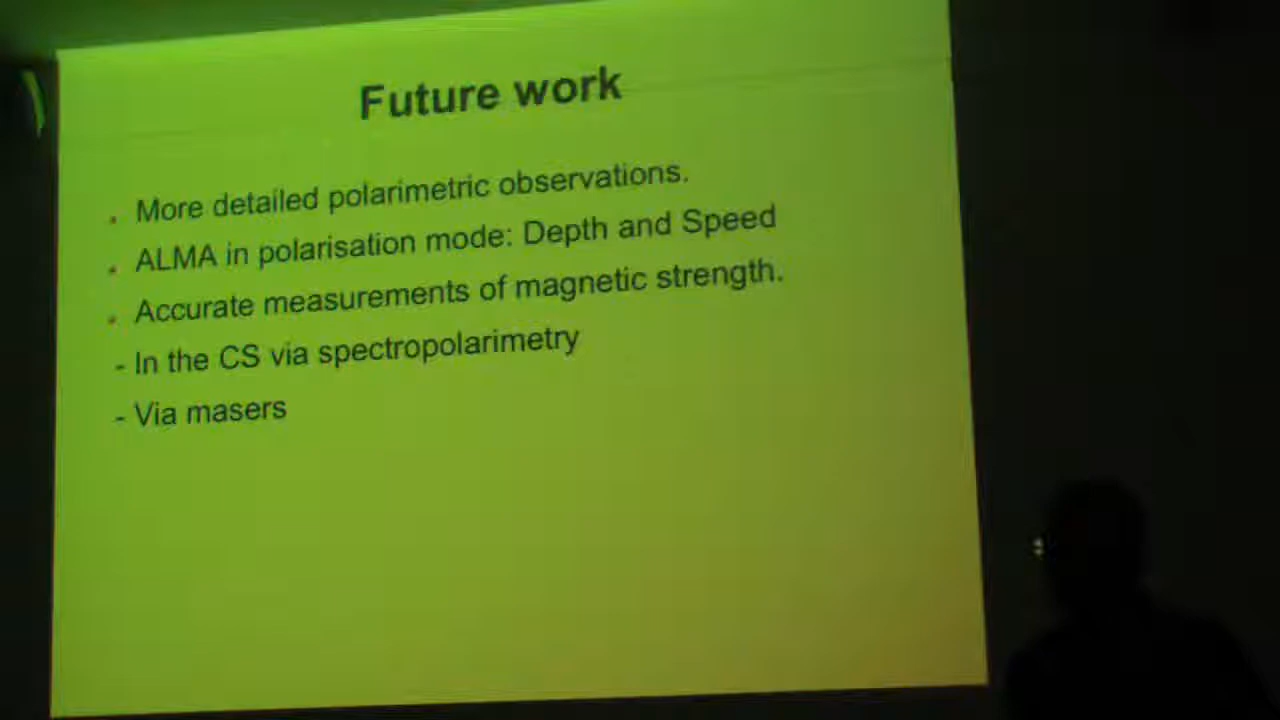 Future work
. More detailed polarimetric observations.
. ALMA in polarisation mode: Depth and Speed
. Accurate measurements of magnetic strength.
- In the CS via spectropolarimetry
- Via masers